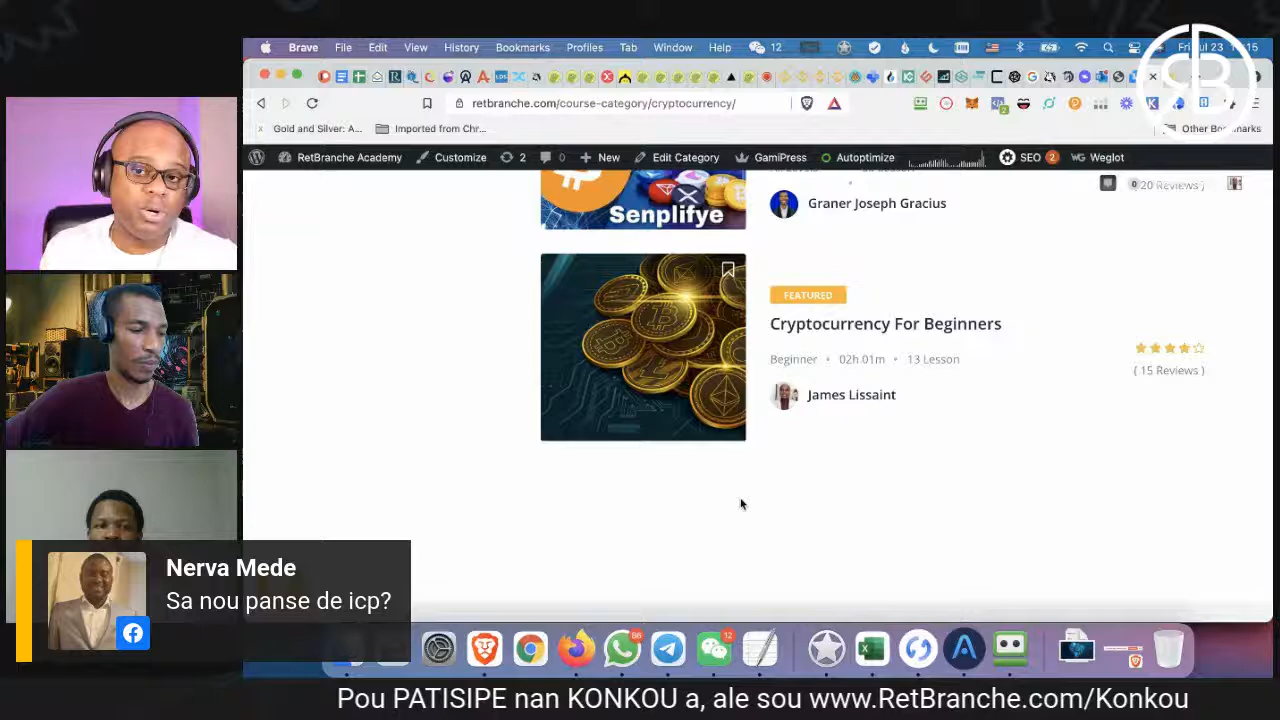 Brave File Edit View History Bookmarks Profiles Tab Window Help 12
retbranche.com/course-category/cryptocurrency/
Gold and Silver: A... Imported from Chr... Other Bookmarks
RetBranche Academy Customize 2 0 New Edit Category GamiPress Autoptimize SEO 2 Weglot
Senplifye
Graner Joseph Gracius
20 Reviews )
FEATURED
Cryptocurrency For Beginners
Beginner • 02h 01m • 13 Lesson
( 15 Reviews )
James Lissaint
Nerva Mede
Sa nou panse de icp?
Pou PATISIPE nan KONKOU a, ale sou www.RetBranche.com/Konkou